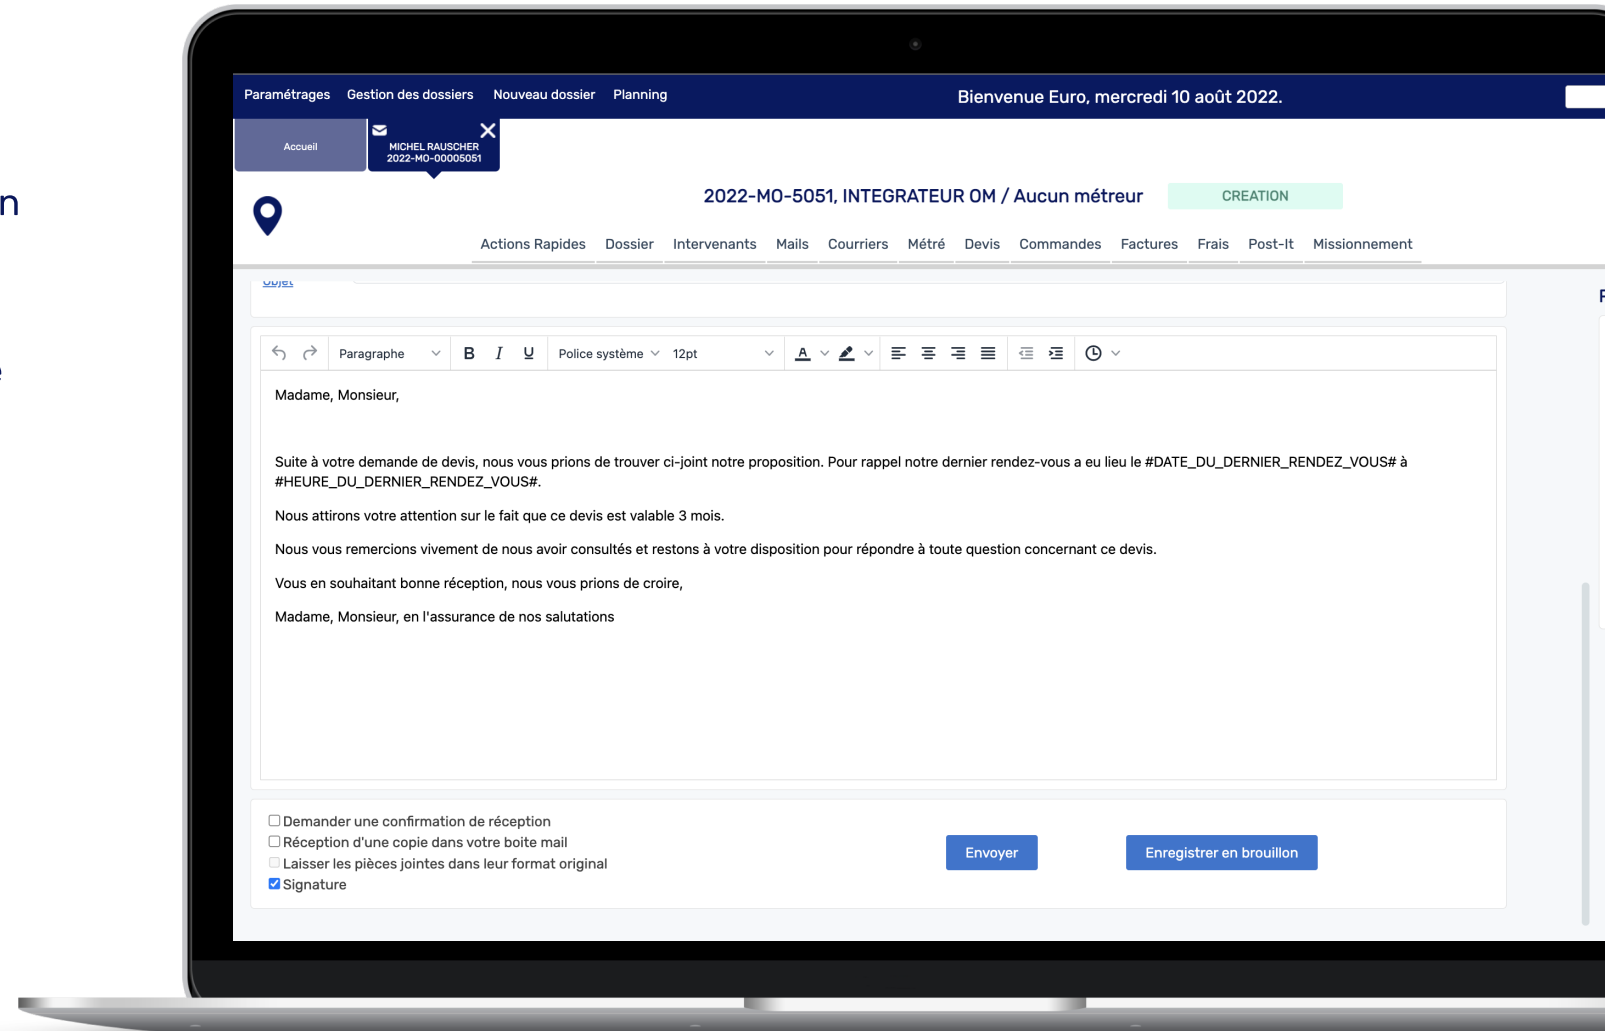 Paramétrages Gestion des dossiers Nouveau dossier Planning Bienvenue Euro, mercredi 10 août 2022.
Accueil
MICHEL RAUSCHER
2022-MO-00005051
2022-MO-5051, INTEGRATEUR OM / Aucun métreur CREATION
Actions Rapides Dossier Intervenants Mails Courriers Métré Devis Commandes Factures Frais Post-It Missionnement
Objet
Paragraphe B I U Police système 12pt A
Madame, Monsieur,
Suite à votre demande de devis, nous vous prions de trouver ci-joint notre proposition. Pour rappel notre dernier rendez-vous a eu lieu le #DATE_DU_DERNIER_RENDEZ_VOUS# à
#HEURE_DU_DERNIER_RENDEZ_VOUS#.
Nous attirons votre attention sur le fait que ce devis est valable 3 mois.
Nous vous remercions vivement de nous avoir consultés et restons à votre disposition pour répondre à toute question concernant ce devis.
Vous en souhaitant bonne réception, nous vous prions de croire,
Madame, Monsieur, en l'assurance de nos salutations
Demander une confirmation de réception
Réception d'une copie dans votre boite mail
Laisser les pièces jointes dans leur format original
Signature
Envoyer Enregistrer en brouillon